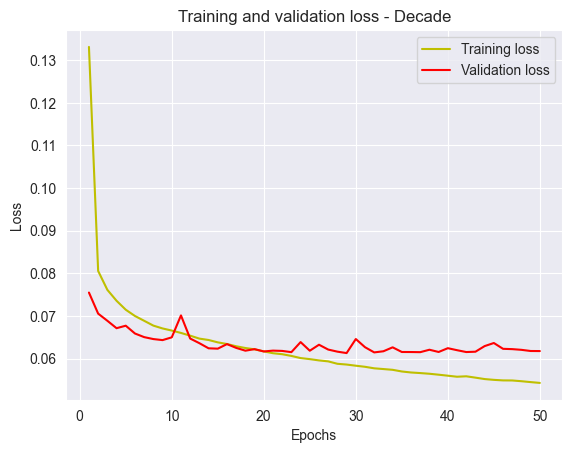 Training and validation loss - Decade
Training loss
Validation loss
0.13
0.12
0.11
0.10
0.09
0.08
0.07
0.06
Loss
0
10
20
30
40
50
Epochs